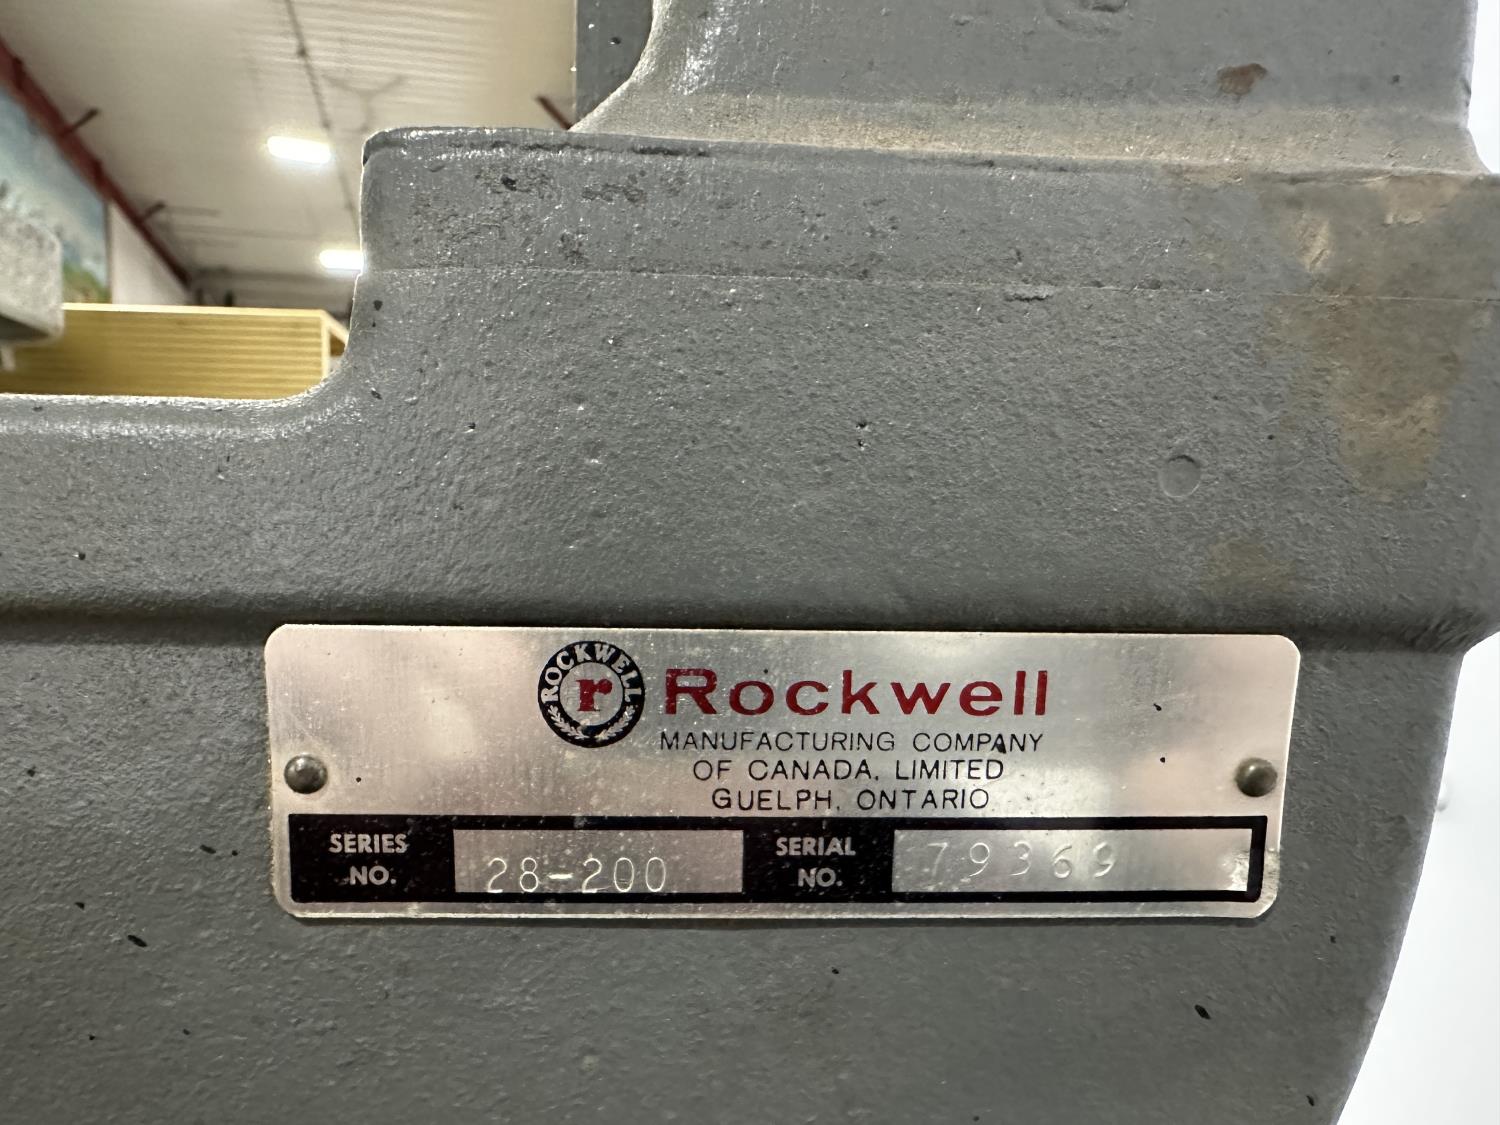 ROCKWELL
r
Rockwell
MANUFACTURING COMPANY
OF CANADA, LIMITED
GUELPH, ONTARIO
SERIES NO. 28-200
SERIAL NO. 79369